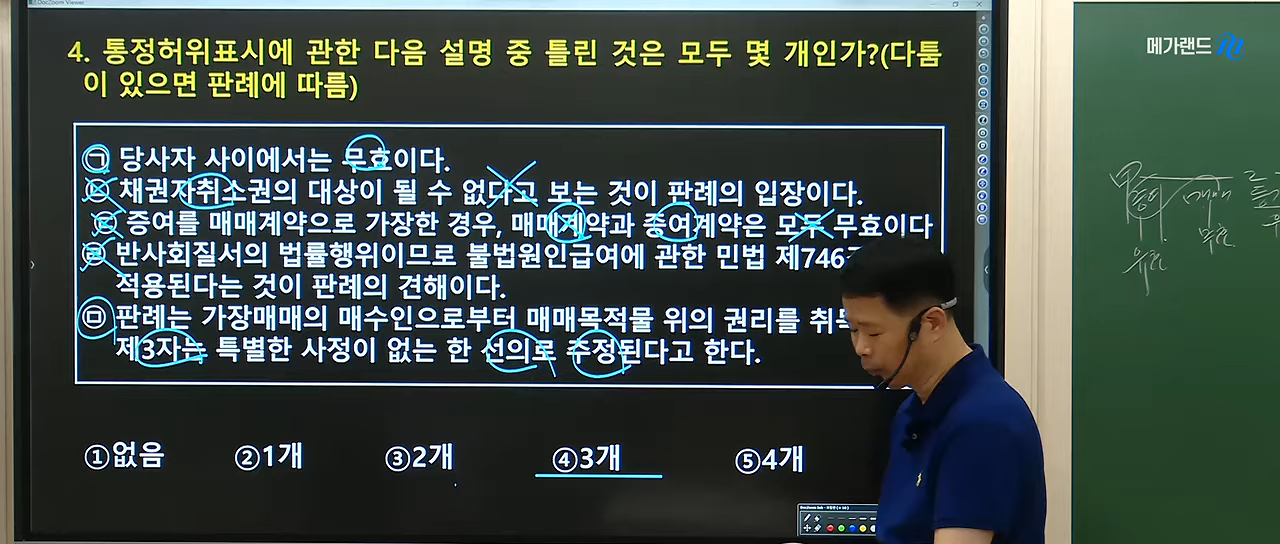 DocZoom Viewer
메가랜드
4. 통정허위표시에 관한 다음 설명 중 틀린 것은 모두 몇 개인가?(다툼
이 있으면 판례에 따름)
㉠ 당사자 사이에서는 무효이다.
㉡ 채권자취소권의 대상이 될 수 없다고 보는 것이 판례의 입장이다.
㉢ 증여를 매매계약으로 가장한 경우, 매매계약과 증여계약은 모두 무효이다
㉣ 반사회질서의 법률행위이므로 불법원인급여에 관한 민법 제746
적용된다는 것이 판례의 견해이다.
㉤ 판례는 가장매매의 매수인으로부터 매매목적물 위의 권리를 취
제3자는 특별한 사정이 없는 한 선의로 추정된다고 한다.
①없음 ②1개 ③2개 ④3개 ⑤4개
매매
무효
유효